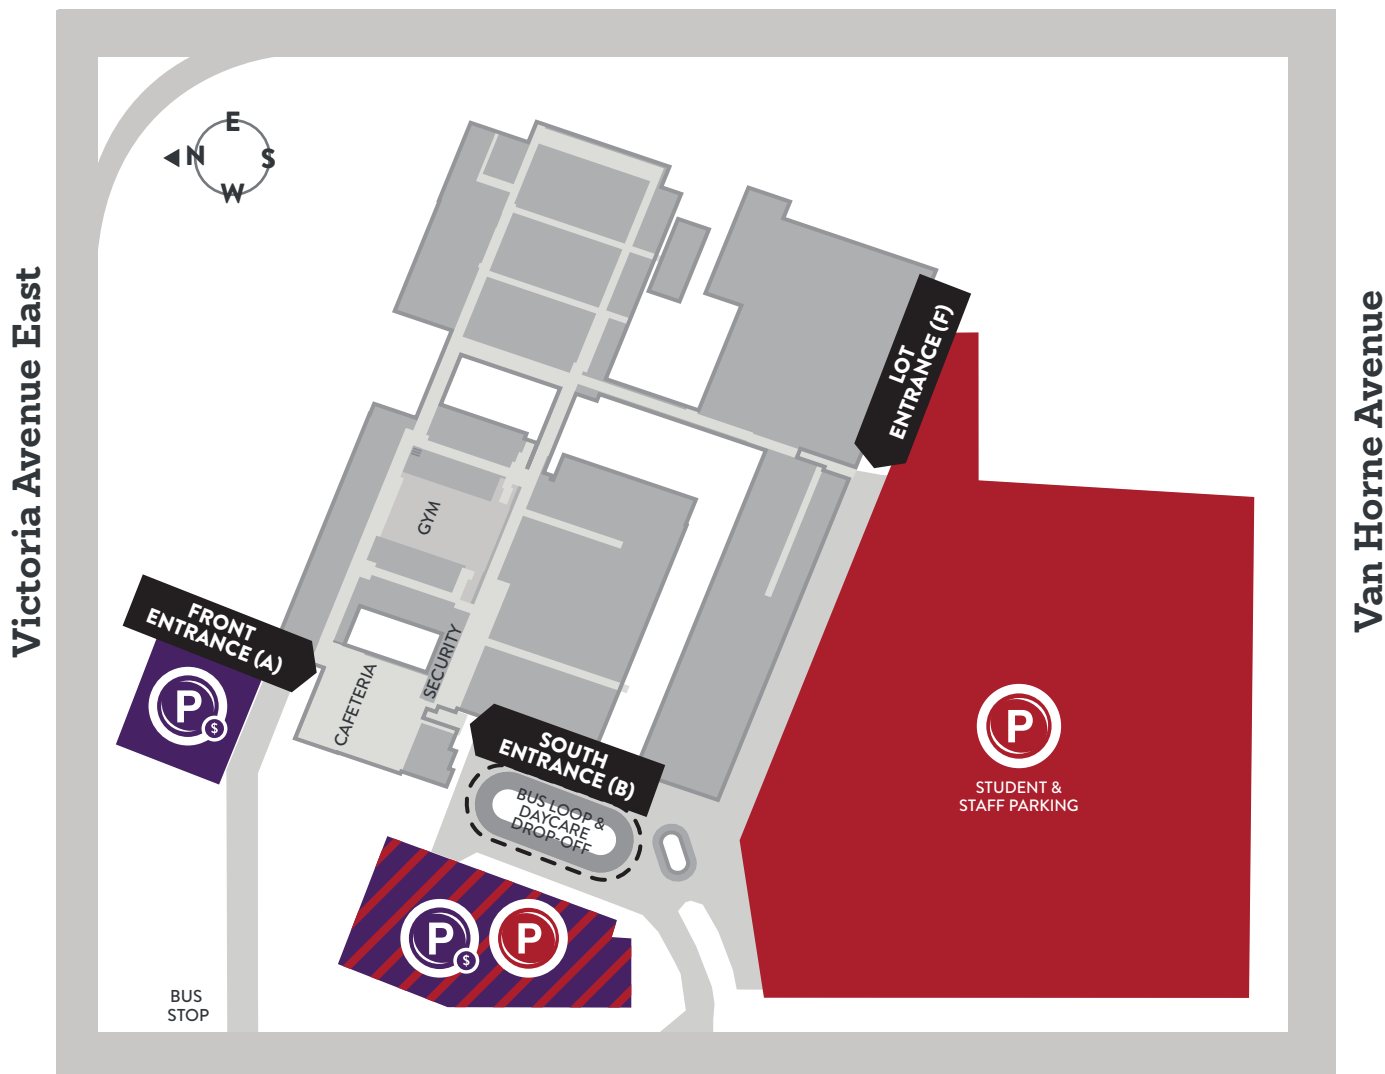 E
N
S
W
Victoria Avenue East
Van Horne Avenue
LOT
ENTRANCE (F)
GYM
FRONT
ENTRANCE (A)
SECURITY
CAFETERIA
P
$
SOUTH
ENTRANCE (B)
BUS LOOP &
DAYCARE
DROP-OFF
P
STUDENT &
STAFF PARKING
P
$
P
BUS
STOP